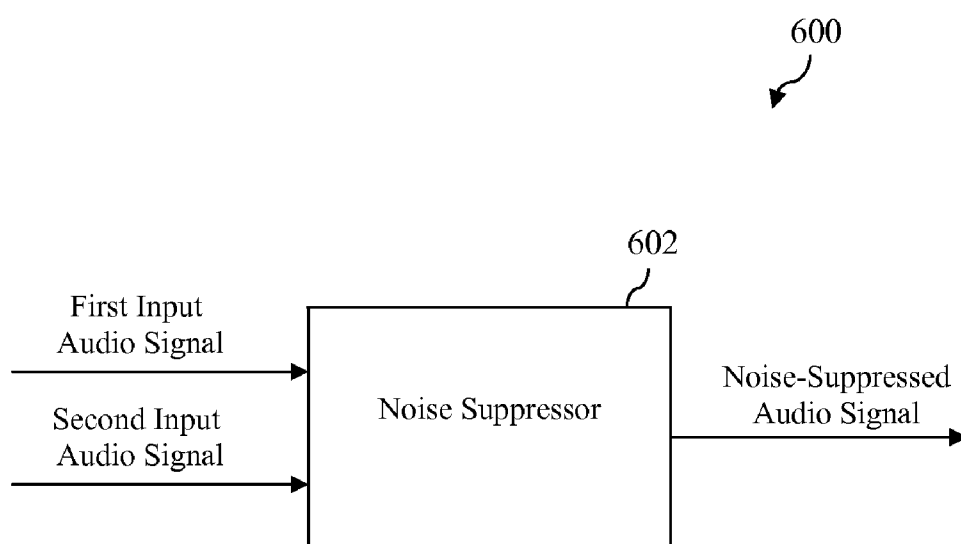 600
602
First Input
Audio Signal
Second Input
Audio Signal
Noise Suppressor
Noise-Suppressed
Audio Signal